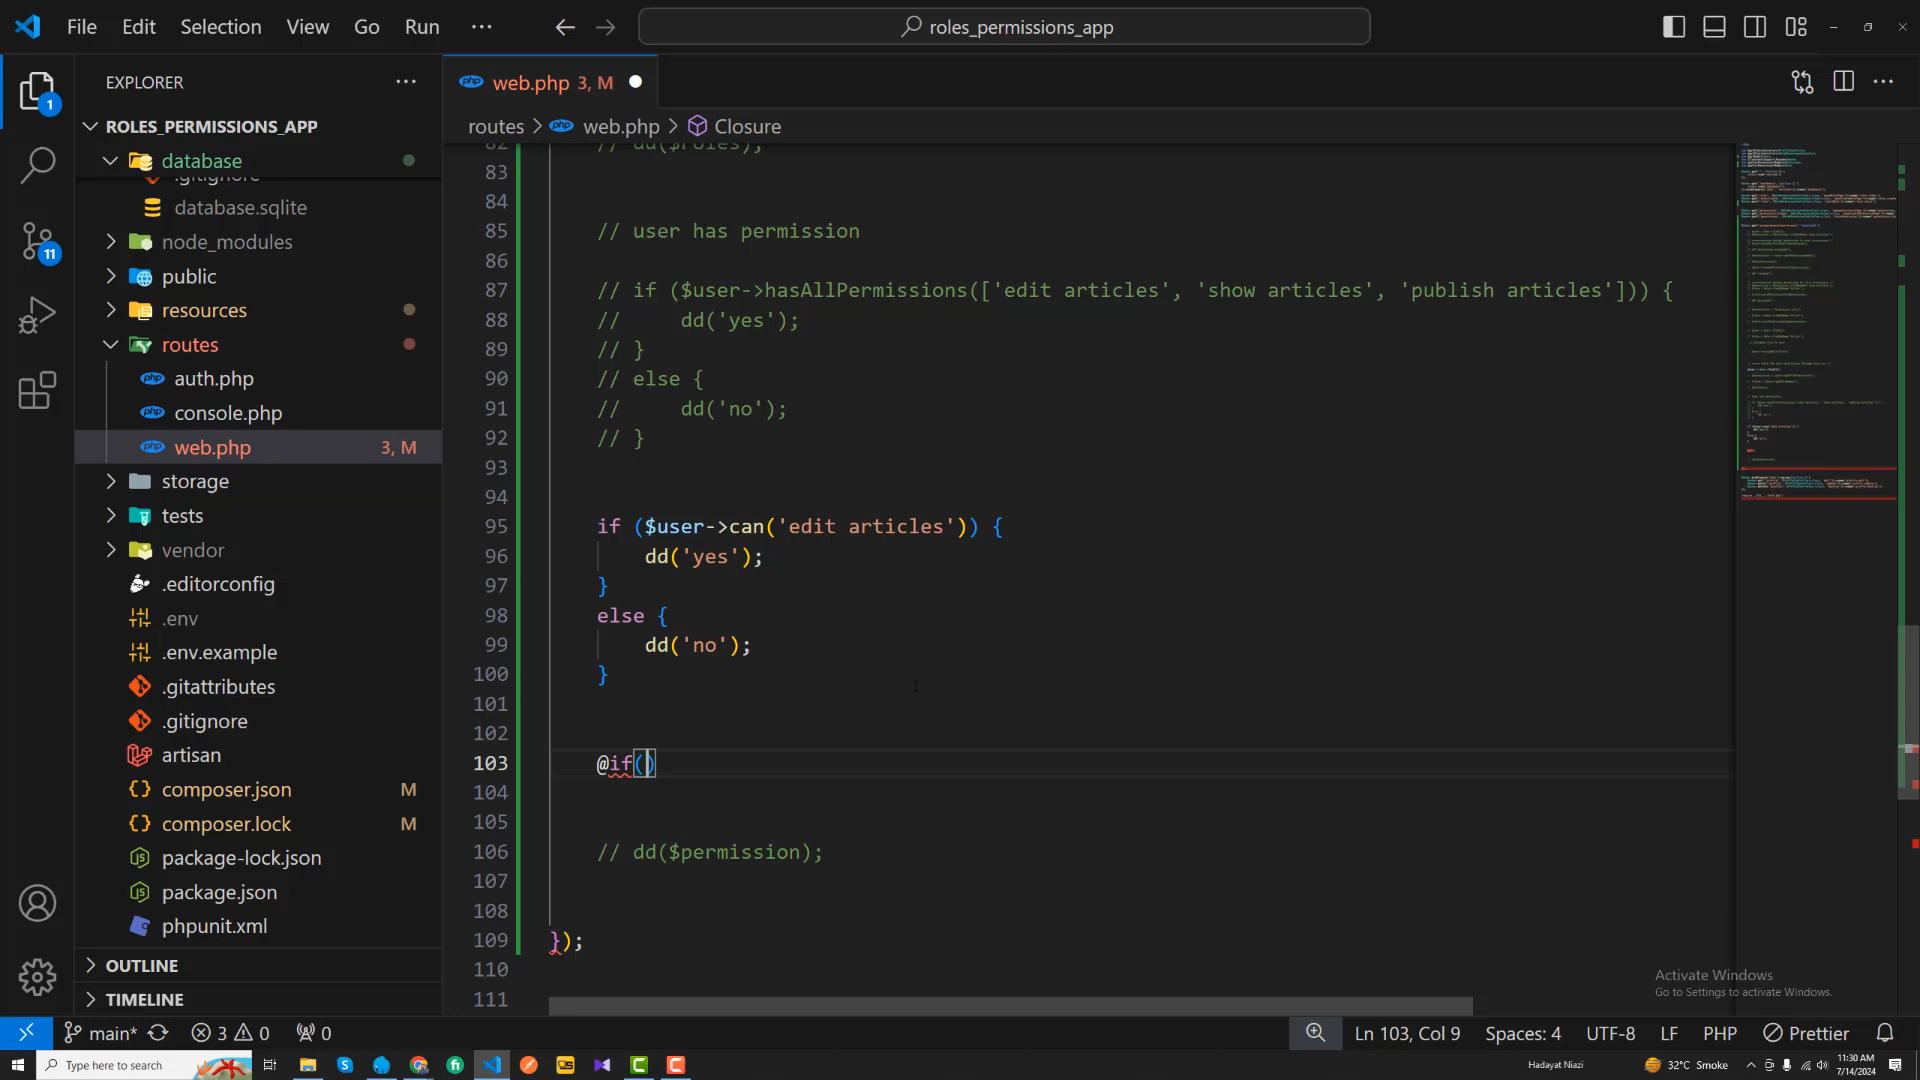 File Edit Selection View Go Run ···
roles_permissions_app
EXPLORER ···
web.php 3, M
ROLES_PERMISSIONS_APP
routes > web.php > Closure
database
.gitignore
database.sqlite
node_modules
public
resources
routes
auth.php
console.php
web.php 3, M
storage
tests
vendor
.editorconfig
.env
.env.example
.gitattributes
.gitignore
artisan
composer.json M
composer.lock M
package-lock.json
package.json
phpunit.xml
OUTLINE
TIMELINE
1
11
82 // dd($roles);
83
84
85 // user has permission
86
87 // if ($user->hasAllPermissions(['edit articles', 'show articles', 'publish articles'])) {
88 //     dd('yes');
89 // }
90 // else {
91 //     dd('no');
92 // }
93
94
95 if ($user->can('edit articles')) {
96     dd('yes');
97 }
98 else {
99     dd('no');
100 }
101
102
103 @if()
104
105
106 // dd($permission);
107
108
109 });
110
111
Activate Windows
Go to Settings to activate Windows.
main* 3 0 0
Ln 103, Col 9 Spaces: 4 UTF-8 LF PHP Prettier
Type here to search
Hadayat Niazi
32°C Smoke
11:30 AM
7/14/2024